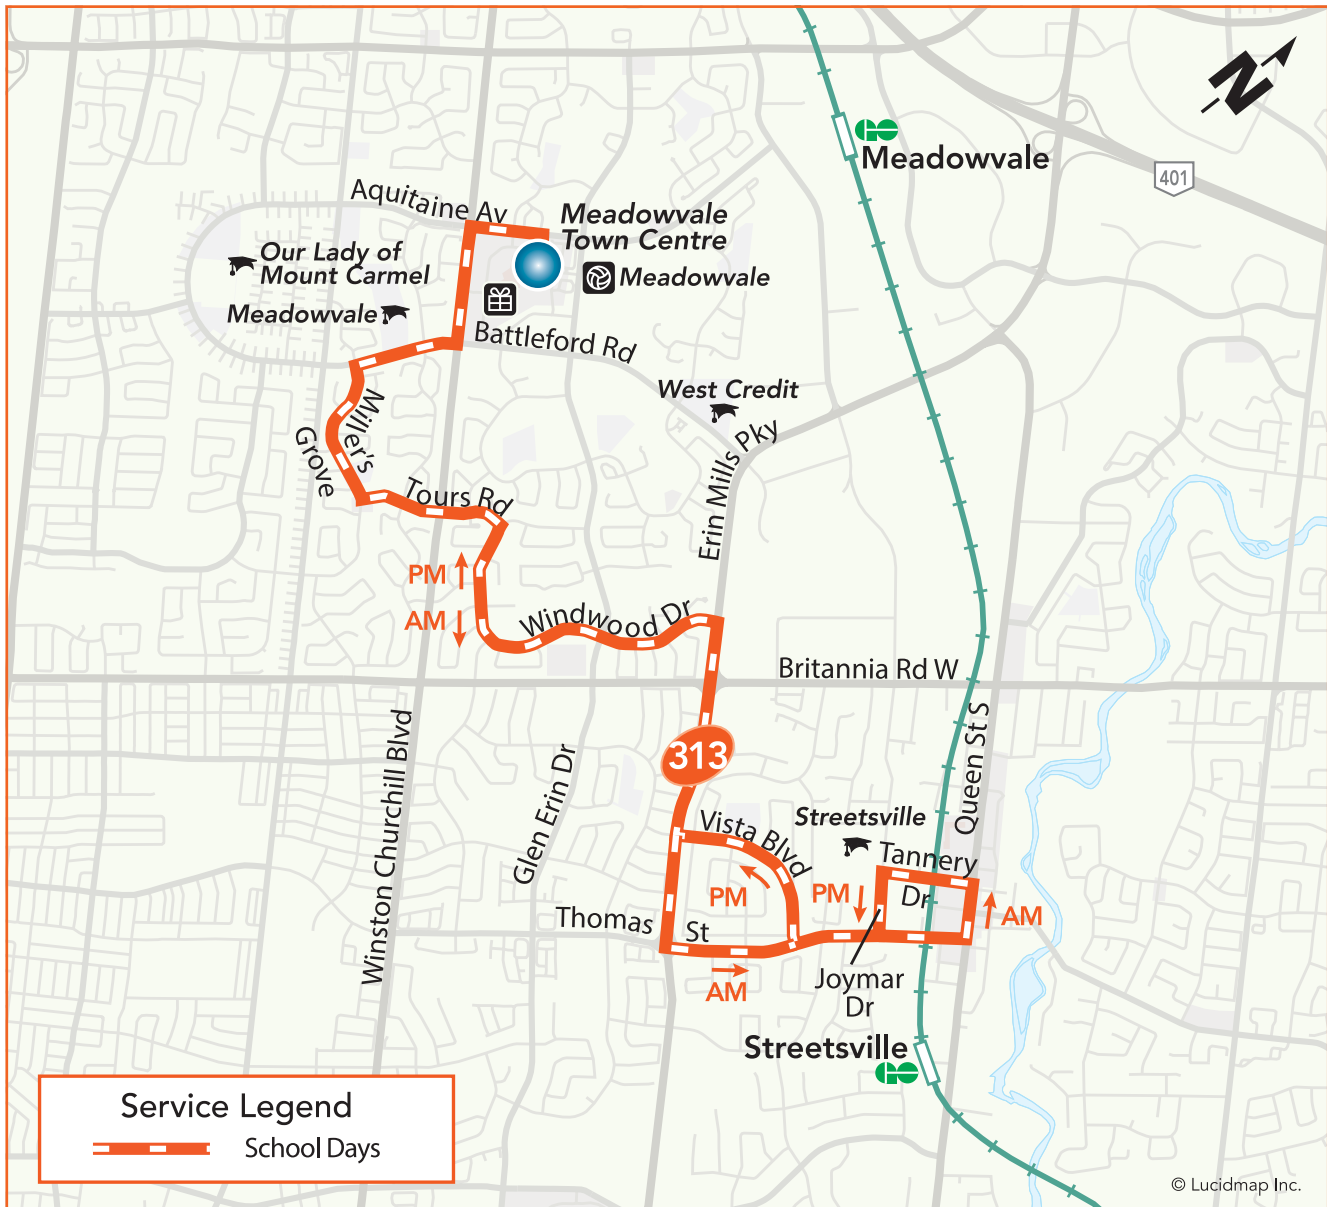 N
GO
Meadowvale
401
Aquitaine Av
Meadowvale
Town Centre
Our Lady of
Mount Carmel
Meadowvale
Meadowvale
Battleford Rd
West Credit
Miller's
Grove
Tours Rd
Erin Mills Pky
PM
AM
Windwood Dr
Britannia Rd W
Winston Churchill Blvd
Glen Erin Dr
313
Queen St S
Vista Blvd
Streetsville
Tannery
Dr
PM
PM
AM
Thomas
St
AM
Joymar
Dr
Streetsville
GO
Service Legend
School Days
© Lucidmap Inc.